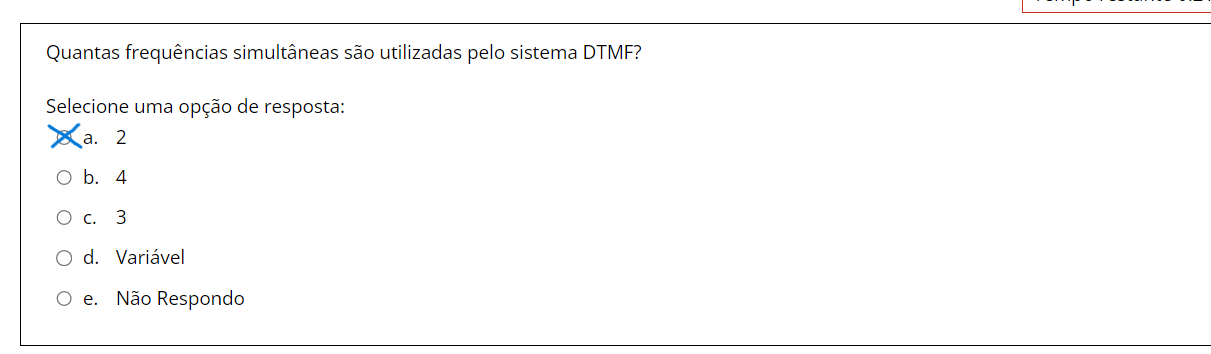 Quantas frequências simultâneas são utilizadas pelo sistema DTMF?
Selecione uma opção de resposta:
a. 2
b. 4
c. 3
d. Variável
e. Não Respondo